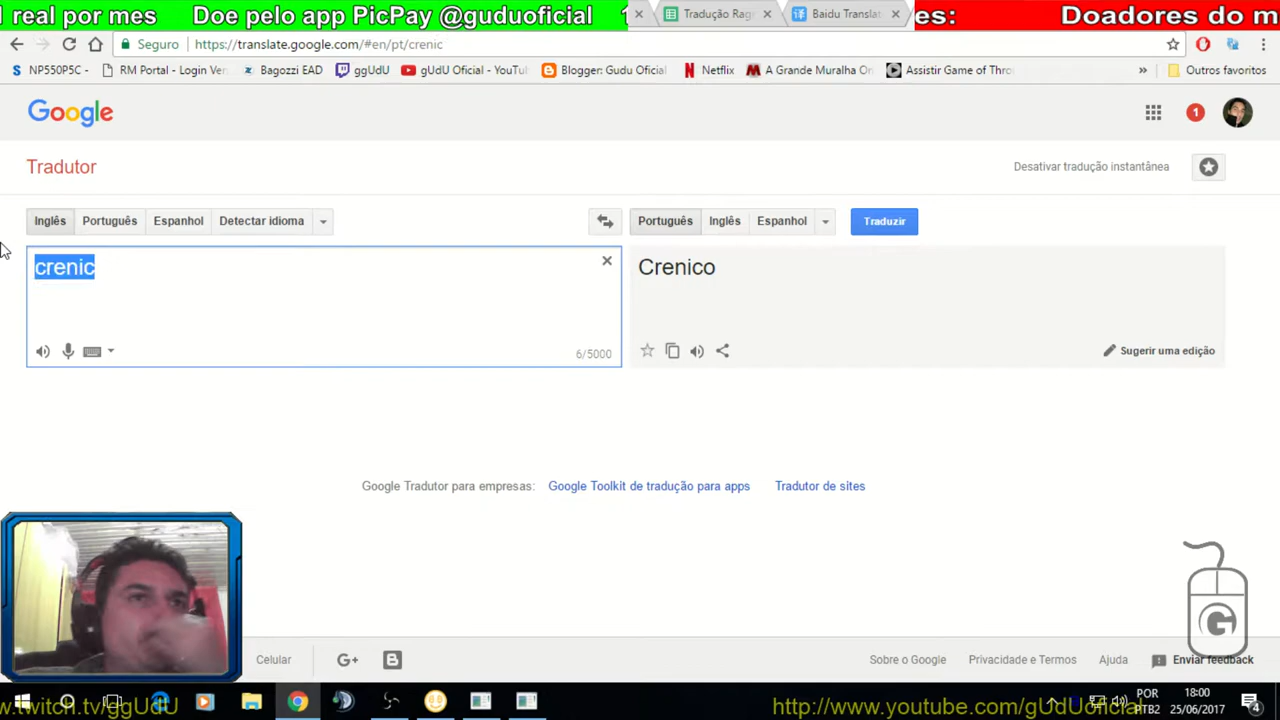 l real por mes Doe pelo app PicPay @guduoficial
es: Doadores do m
Tradução Rag
Baidu Translat
Seguro https://translate.google.com/#en/pt/crenic
NP550P5C - RM Portal - Login Ver Bagozzi EAD ggUdU gUdU Oficial - YouTu Blogger: Gudu Oficial Netflix A Grande Muralha On Assistir Game of Thro » Outros favoritos
Google
1
Tradutor
Desativar tradução instantânea
Inglês Português Espanhol Detectar idioma
Português Inglês Espanhol Traduzir
crenic
Crenico
6/5000
Sugerir uma edição
Google Tradutor para empresas: Google Toolkit de tradução para apps Tradutor de sites
Celular G+ Sobre o Google Privacidade e Termos Ajuda Enviar feedback
w.twitch.tv/ggUdU
http://www.youtube.com/gUdUoficial
POR
PTB2
18:00
25/06/2017
4